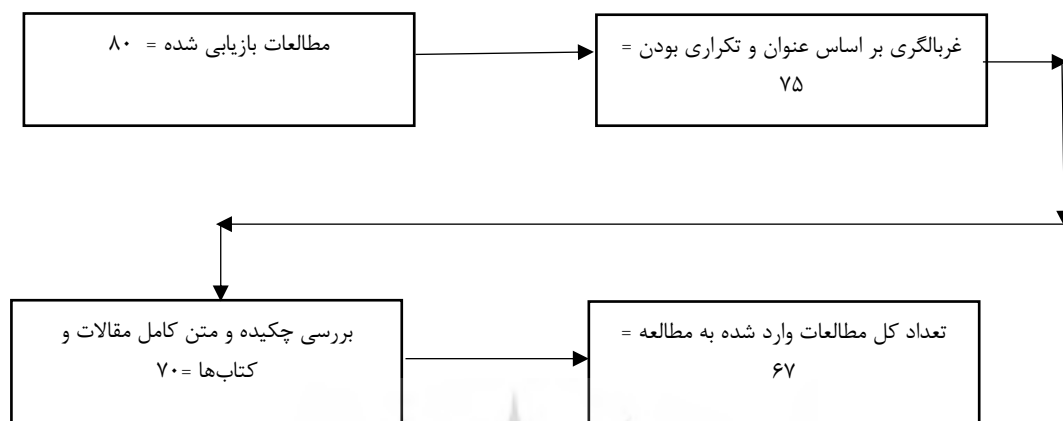 مطالعات بازیابی شده = ۸۰
غربالگری بر اساس عنوان و تکراری بودن =
۷۵
بررسی چکیده و متن کامل مقالات و
کتاب‌ها =۷۰
تعداد کل مطالعات وارد شده به مطالعه =
۶۷